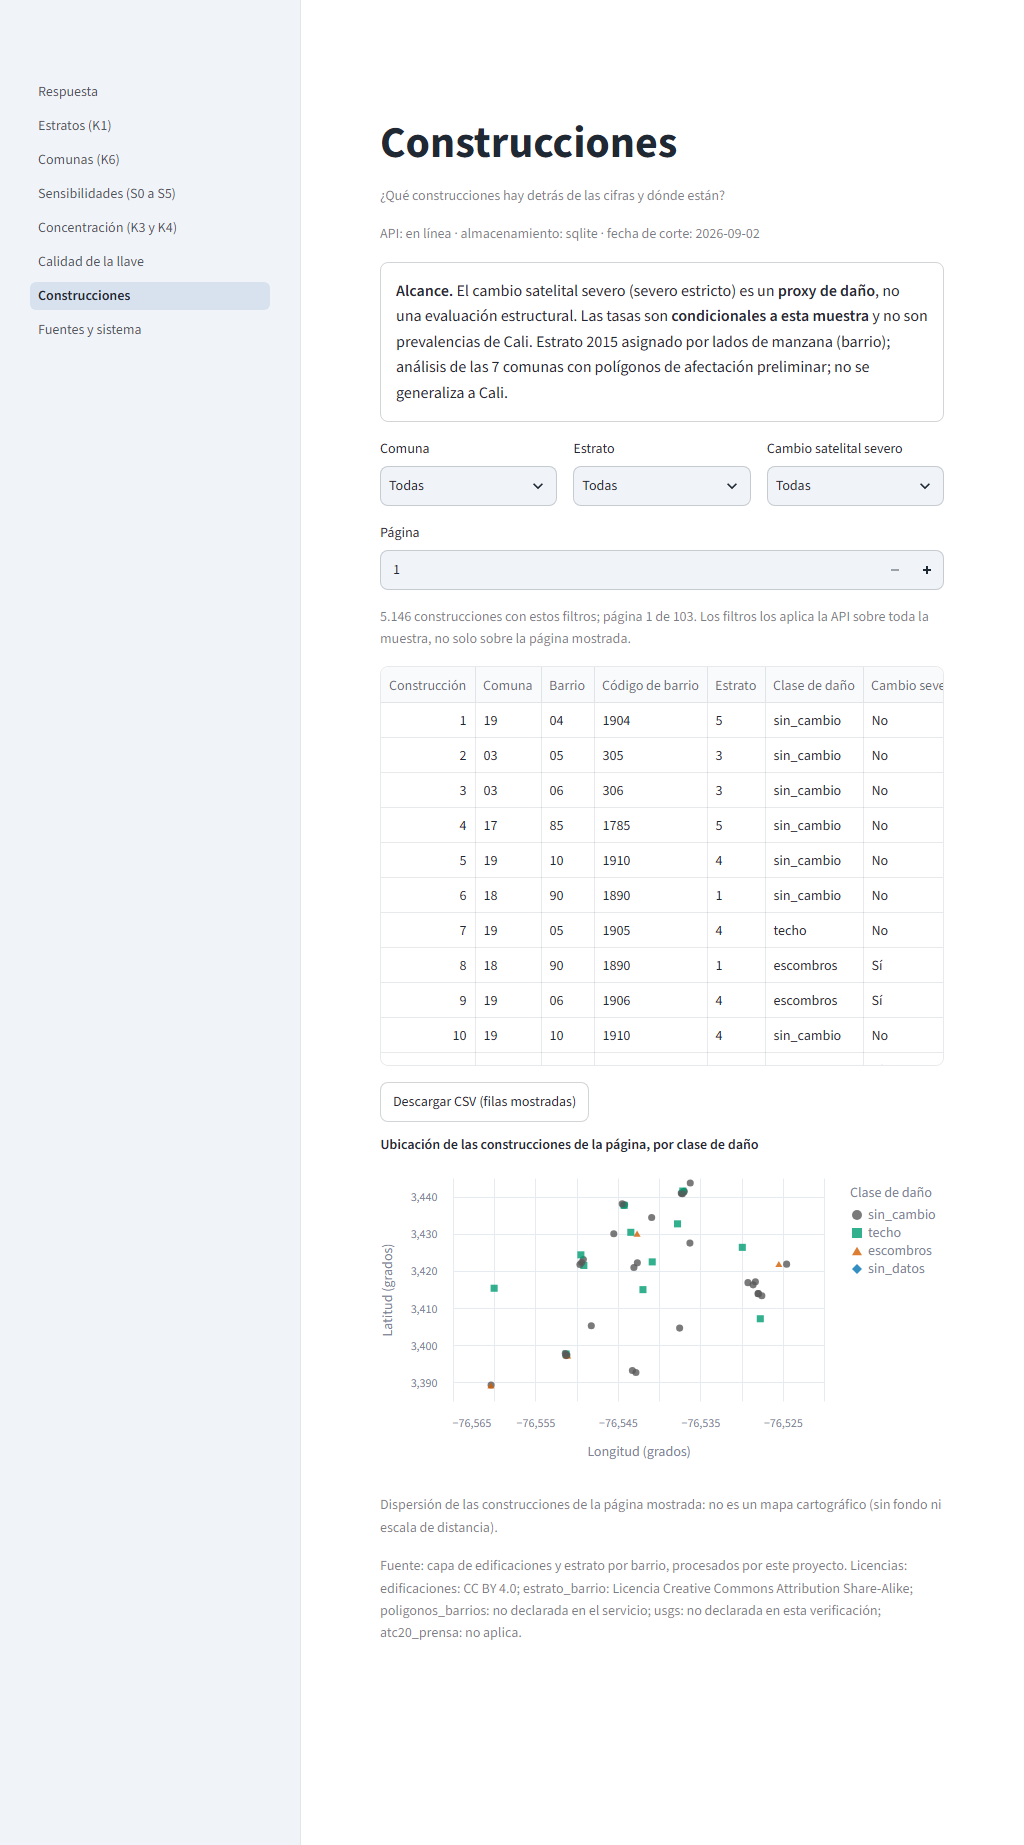 Respuesta
Estratos (K1)
Comunas (K6)
Sensibilidades (S0 a S5)
Concentración (K3 y K4)
Calidad de la llave
Construcciones
Fuentes y sistema
Construcciones
¿Qué construcciones hay detrás de las cifras y dónde están?
API: en línea · almacenamiento: sqlite · fecha de corte: 2026-09-02
Alcance. El cambio satelital severo (severo estricto) es un proxy de daño, no
una evaluación estructural. Las tasas son condicionales a esta muestra y no son
prevalencias de Cali. Estrato 2015 asignado por lados de manzana (barrio);
análisis de las 7 comunas con polígonos de afectación preliminar; no se
generaliza a Cali.
Comuna Estrato Cambio satelital severo
Todas Todas Todas
Página
1
5.146 construcciones con estos filtros; página 1 de 103. Los filtros los aplica la API sobre toda la
muestra, no solo sobre la página mostrada.
Construcción Comuna Barrio Código de barrio Estrato Clase de daño Cambio seve
1 19 04 1904 5 sin_cambio No
2 03 05 305 3 sin_cambio No
3 03 06 306 3 sin_cambio No
4 17 85 1785 5 sin_cambio No
5 19 10 1910 4 sin_cambio No
6 18 90 1890 1 sin_cambio No
7 19 05 1905 4 techo No
8 18 90 1890 1 escombros Sí
9 19 06 1906 4 escombros Sí
10 19 10 1910 4 sin_cambio No
Descargar CSV (filas mostradas)
Ubicación de las construcciones de la página, por clase de daño
Latitud (grados)
3,440
3,430
3,420
3,410
3,400
3,390
−76,565 −76,555 −76,545 −76,535 −76,525
Longitud (grados)
Clase de daño
sin_cambio
techo
escombros
sin_datos
Dispersión de las construcciones de la página mostrada: no es un mapa cartográfico (sin fondo ni
escala de distancia).
Fuente: capa de edificaciones y estrato por barrio, procesados por este proyecto. Licencias:
edificaciones: CC BY 4.0; estrato_barrio: Licencia Creative Commons Attribution Share-Alike;
poligonos_barrios: no declarada en el servicio; usgs: no declarada en esta verificación;
atc20_prensa: no aplica.